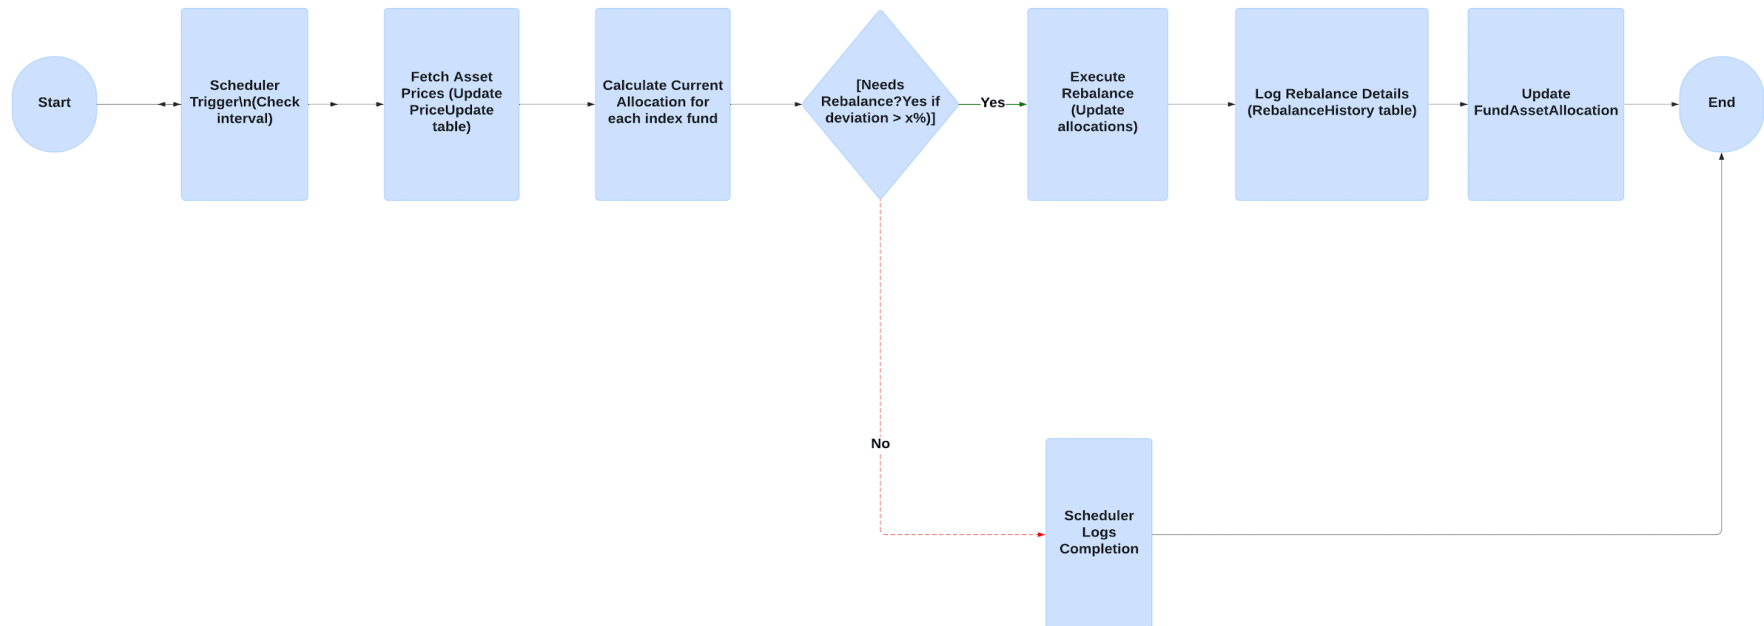 Start
Scheduler
Trigger\n(Check
interval)
Fetch Asset
Prices (Update
PriceUpdate
table)
Calculate Current
Allocation for
each index fund
[Needs
Rebalance?Yes if
deviation > x%)]
Yes
Execute
Rebalance
(Update
allocations)
Log Rebalance Details
(RebalanceHistory table)
Update
FundAssetAllocation
End
No
Scheduler
Logs
Completion